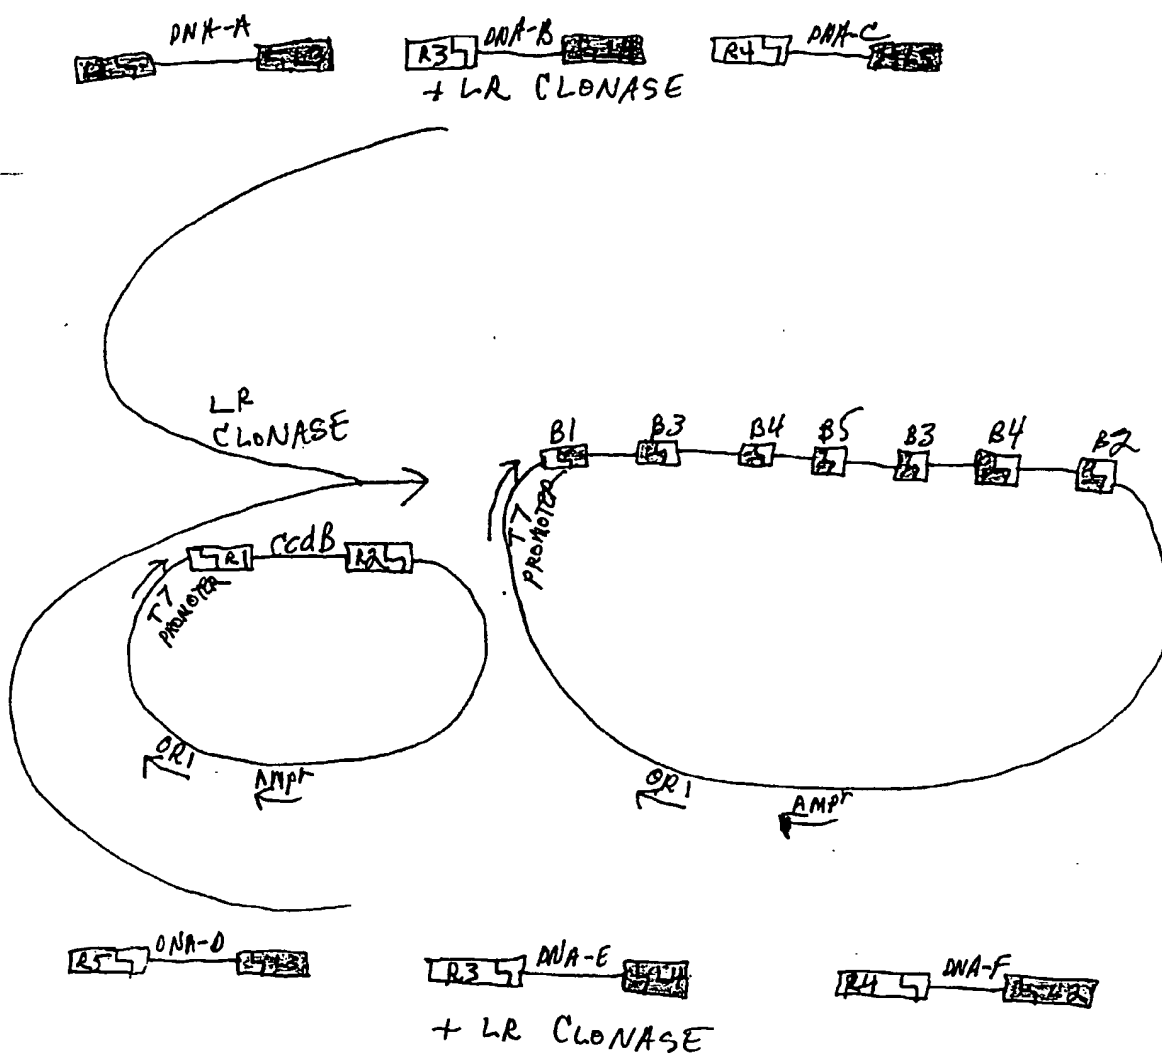 DNA-A DNA-B DNA-C
R3 R4
+ LR CLONASE
LR
CLONASE
B1 B3 B4 B5 B3 B4 B2
T7
PROMOTER
R1 ccdB R2
T7
PROMOTER
ORI
AMPr
ORI
AMPr
R5 DNA-D R3 DNA-E R4 DNA-F
+ LR CLONASE